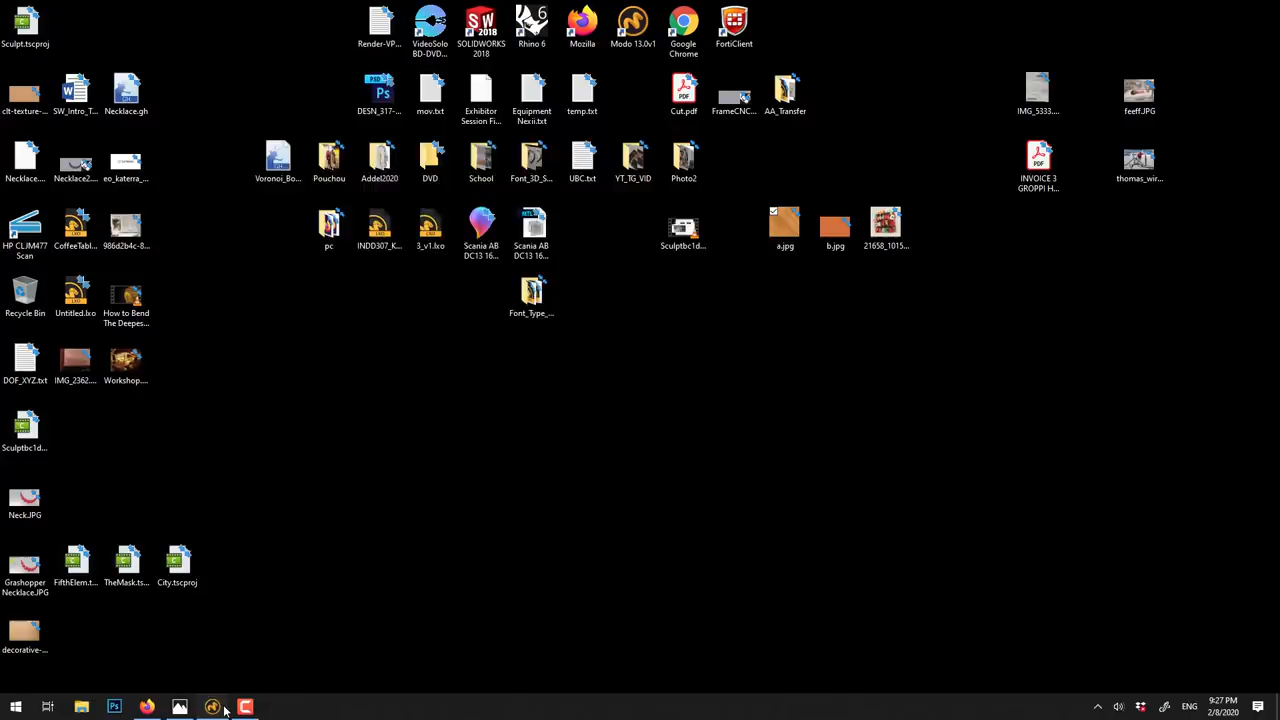 Sculpt.tscproj
Render-VP...
VideoSolo
BD-DVD...
SOLIDWORKS
2018
Rhino 6
Mozilla
Modo 13.0v1
Google
Chrome
FortiClient
clt-texture-...
SW_Intro_T...
Necklace.gh
DESN_317-...
mov.txt
Exhibitor
Session Fi...
Equipment
Nexii.txt
temp.txt
Cut.pdf
FrameCNC...
AA_Transfer
IMG_5333....
feeff.JPG
Necklace....
Necklace2....
eo_katerra_...
Voronoi_Bo...
Pouchou
Addel2020
DVD
School
Font_3D_S...
UBC.txt
YT_TG_VID
Photo2
INVOICE 3
GROPPI H...
thomas_wir...
HP CLJM477
Scan
CoffeeTabl...
986d2b4c-8...
pc
INDD307_K...
3_v1.lxo
Scania AB
DC13 16...
Scania AB
DC13 16...
Sculptbc1d...
a.jpg
b.jpg
21658_1015...
Recycle Bin
Untitled.lxo
How to Bend
The Deepes...
Font_Type_...
DOF_XYZ.txt
IMG_2362....
Workshop....
Sculptbc1d...
Neck.JPG
Grashopper
Necklace.JPG
FifthElem.t...
TheMask.ts...
City.tscproj
decorative-...
ENG
9:27 PM
2/8/2020